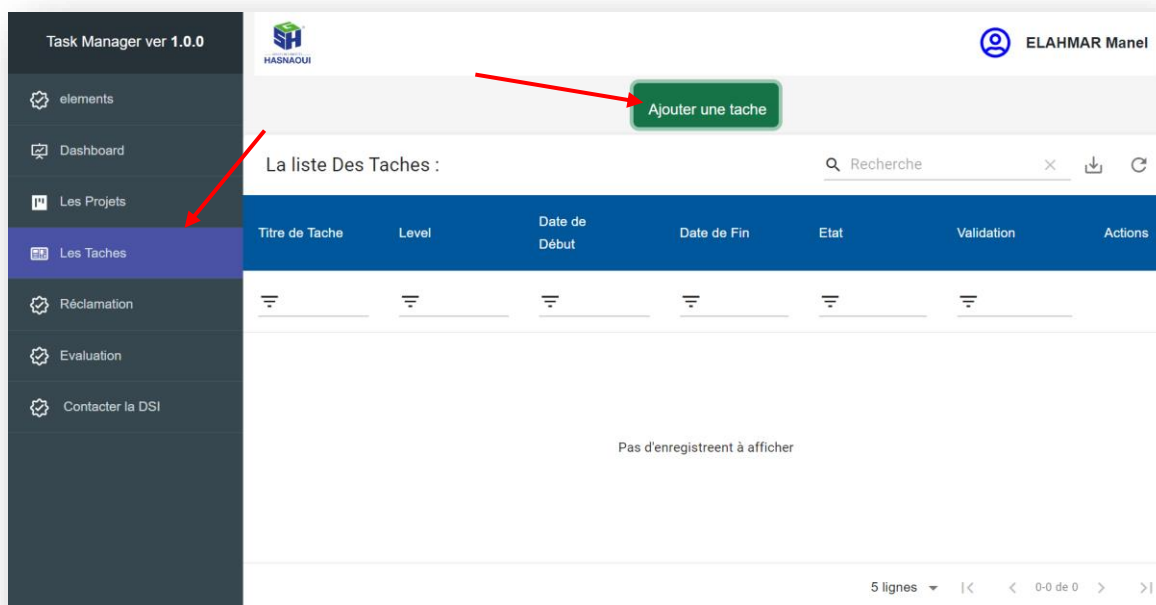 Task Manager ver 1.0.0
HASNAOUI
ELAHMAR Manel
elements
Dashboard
Les Projets
Les Taches
Réclamation
Evaluation
Contacter la DSI
Ajouter une tache
La liste Des Taches :
Recherche
Titre de Tache
Level
Date de
Début
Date de Fin
Etat
Validation
Actions
Pas d'enregistreent à afficher
5 lignes
0-0 de 0